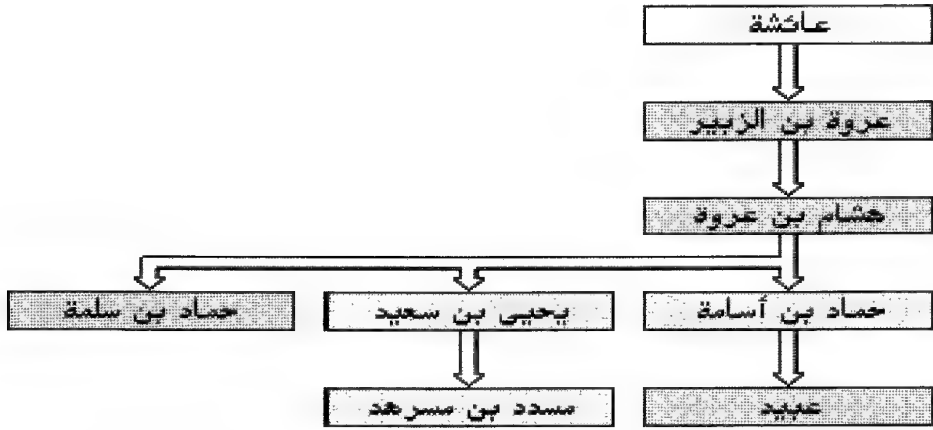 عائشة
عروة بن الزبير
هشام بن عروة
حماد بن أسامة
يحيى بن سعيد
حماد بن سلمة
عبيد
مسدد بن مسرهد